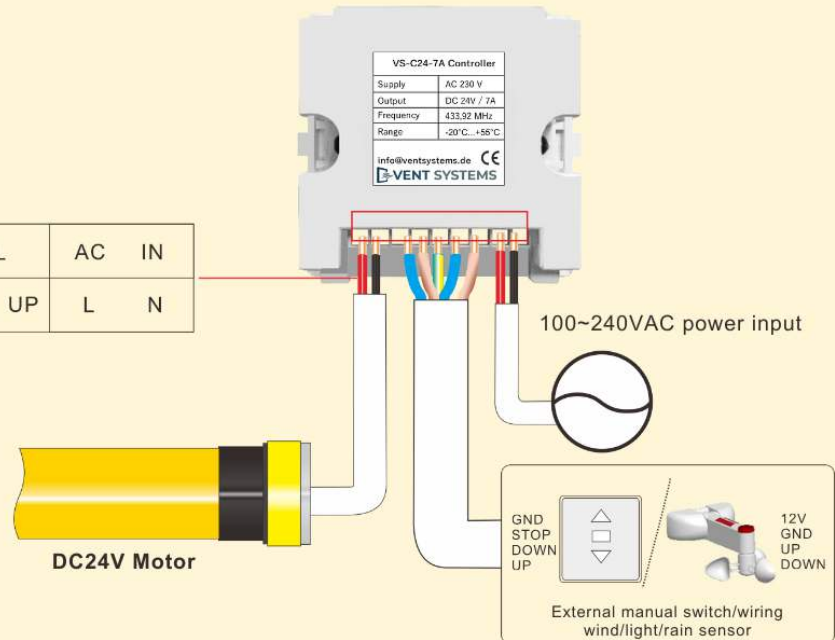 VS-C24-7A Controller
Supply AC 230 V
Output DC 24V / 7A
Frequency 433,92 MHz
Range -20°C...+55°C
info@ventsystems.de CE
VENT SYSTEMS
L AC IN
UP L N
100~240VAC power input
DC24V Motor
GND
STOP
DOWN
UP
12V
GND
UP
DOWN
External manual switch/wiring
wind/light/rain sensor